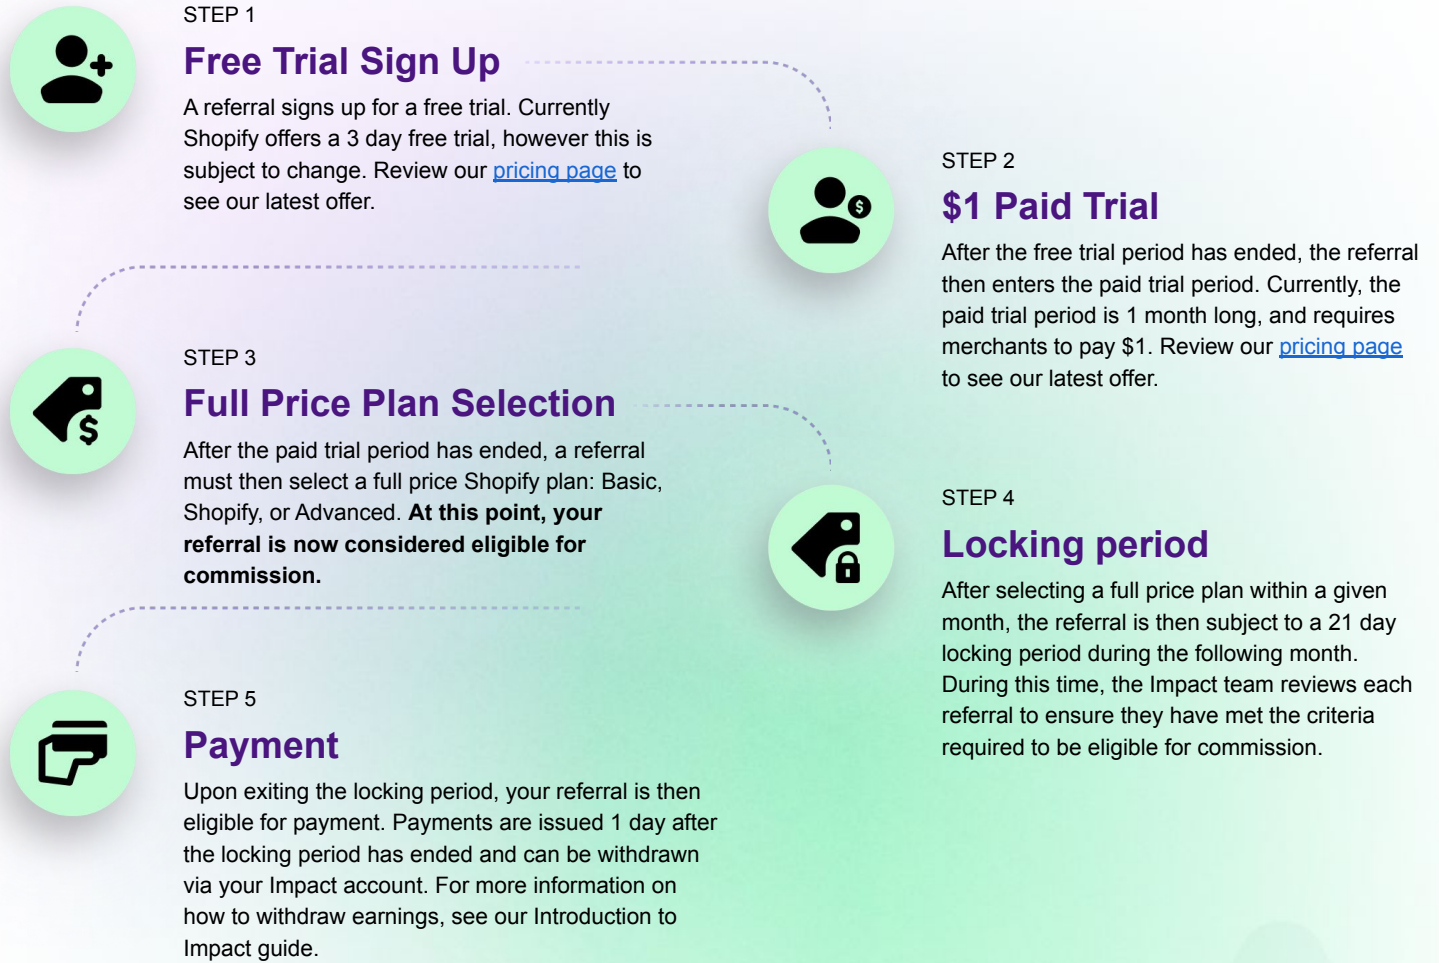 STEP 1
Free Trial Sign Up
A referral signs up for a free trial. Currently
Shopify offers a 3 day free trial, however this is
subject to change. Review our pricing page to
see our latest offer.
STEP 2
$1 Paid Trial
After the free trial period has ended, the referral
then enters the paid trial period. Currently, the
paid trial period is 1 month long, and requires
merchants to pay $1. Review our pricing page
to see our latest offer.
STEP 3
Full Price Plan Selection
After the paid trial period has ended, a referral
must then select a full price Shopify plan: Basic,
Shopify, or Advanced. At this point, your
referral is now considered eligible for
commission.
STEP 4
Locking period
After selecting a full price plan within a given
month, the referral is then subject to a 21 day
locking period during the following month.
During this time, the Impact team reviews each
referral to ensure they have met the criteria
required to be eligible for commission.
STEP 5
Payment
Upon exiting the locking period, your referral is then
eligible for payment. Payments are issued 1 day after
the locking period has ended and can be withdrawn
via your Impact account. For more information on
how to withdraw earnings, see our Introduction to
Impact guide.